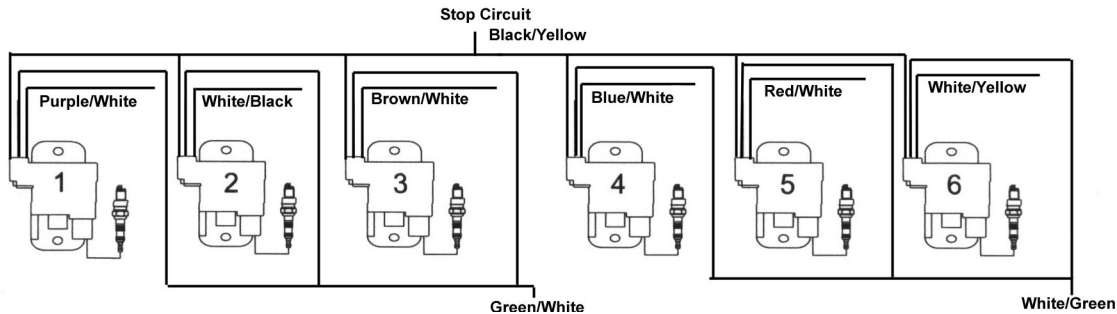 Stop Circuit
Black/Yellow
Purple/White
White/Black
Brown/White
Blue/White
Red/White
White/Yellow
1
2
3
4
5
6
Green/White
White/Green